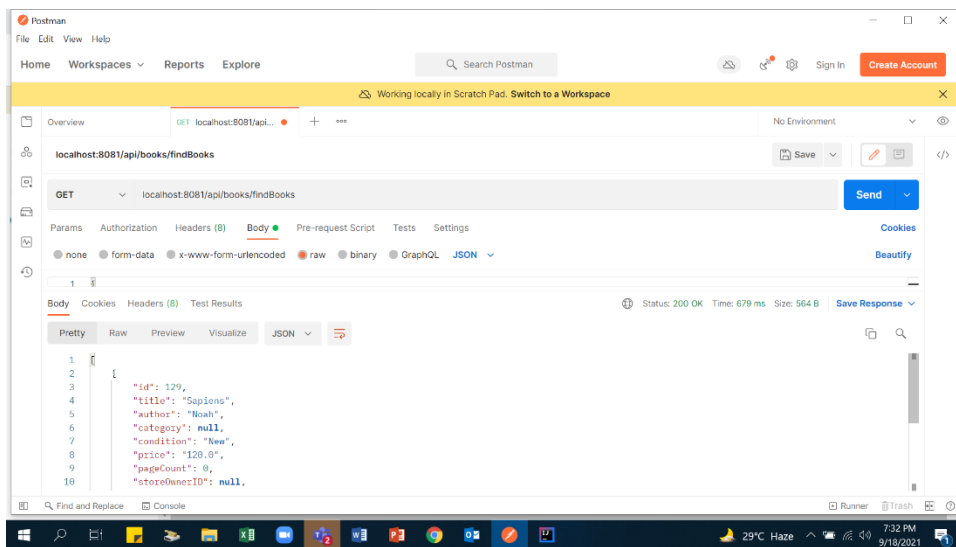 Postman
File Edit View Help
Home Workspaces Reports Explore Search Postman Sign In Create Account
Working locally in Scratch Pad. Switch to a Workspace
Overview GET localhost:8081/api... No Environment
localhost:8081/api/books/findBooks Save
GET localhost:8081/api/books/findBooks Send
Params Authorization Headers (8) Body Pre-request Script Tests Settings Cookies
none form-data x-www-form-urlencoded raw binary GraphQL JSON Beautify
1 {
Body Cookies Headers (8) Test Results Status: 200 OK Time: 679 ms Size: 564 B Save Response
Pretty Raw Preview Visualize JSON
1 [
2 {
3 "id": 129,
4 "title": "Sapiens",
5 "author": "Noah",
6 "category": null,
7 "condition": "New",
8 "price": "120.0",
9 "pageCount": 0,
10 "storeOwnerID": null,
Find and Replace Console Runner Trash
29°C Haze 7:32 PM
9/18/2021